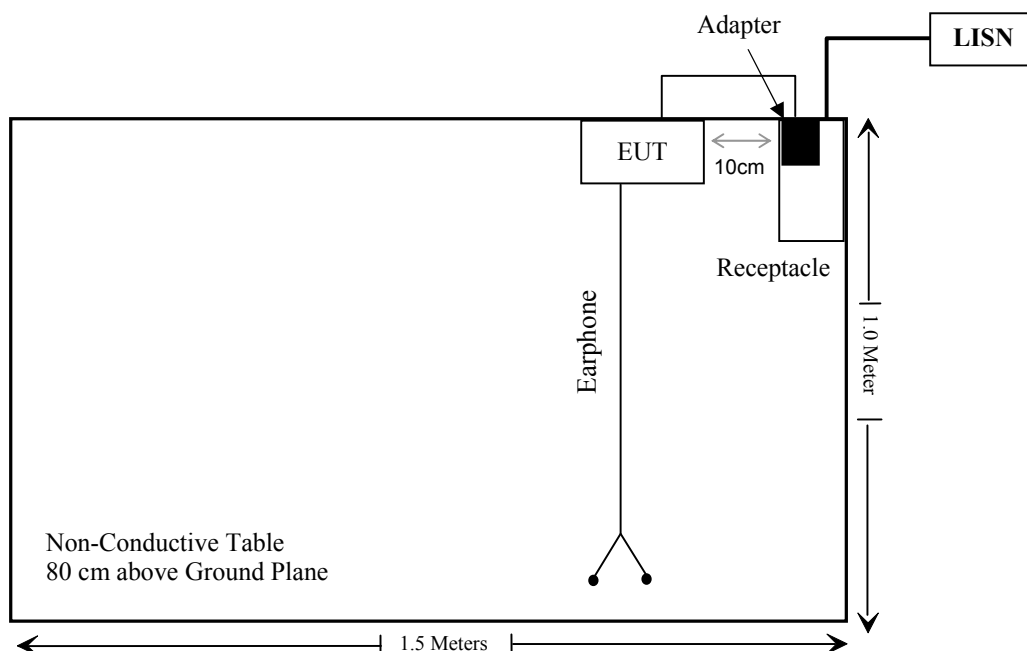 Adapter
LISN
EUT
10cm
Receptacle
Earphone
1.0 Meter
Non-Conductive Table
80 cm above Ground Plane
1.5 Meters